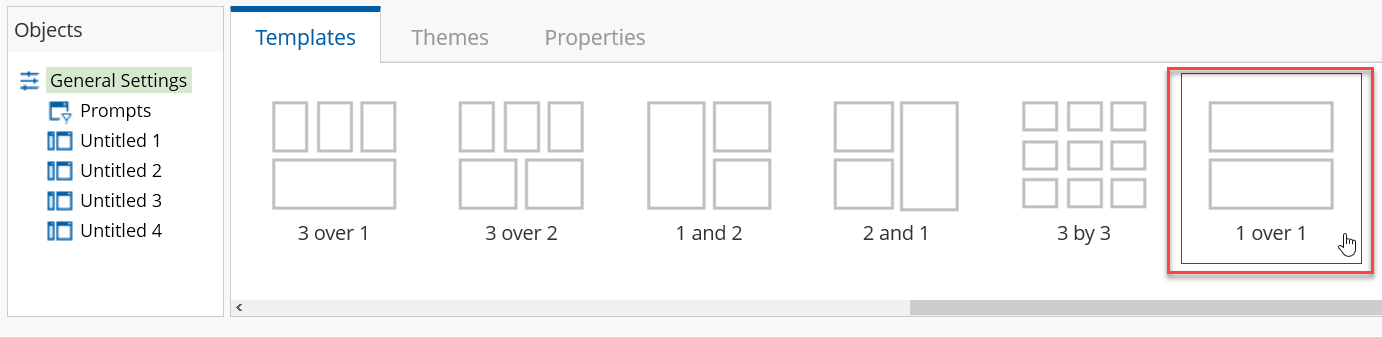 Objects
General Settings
Prompts
Untitled 1
Untitled 2
Untitled 3
Untitled 4
Templates Themes Properties
3 over 1 3 over 2 1 and 2 2 and 1 3 by 3 1 over 1